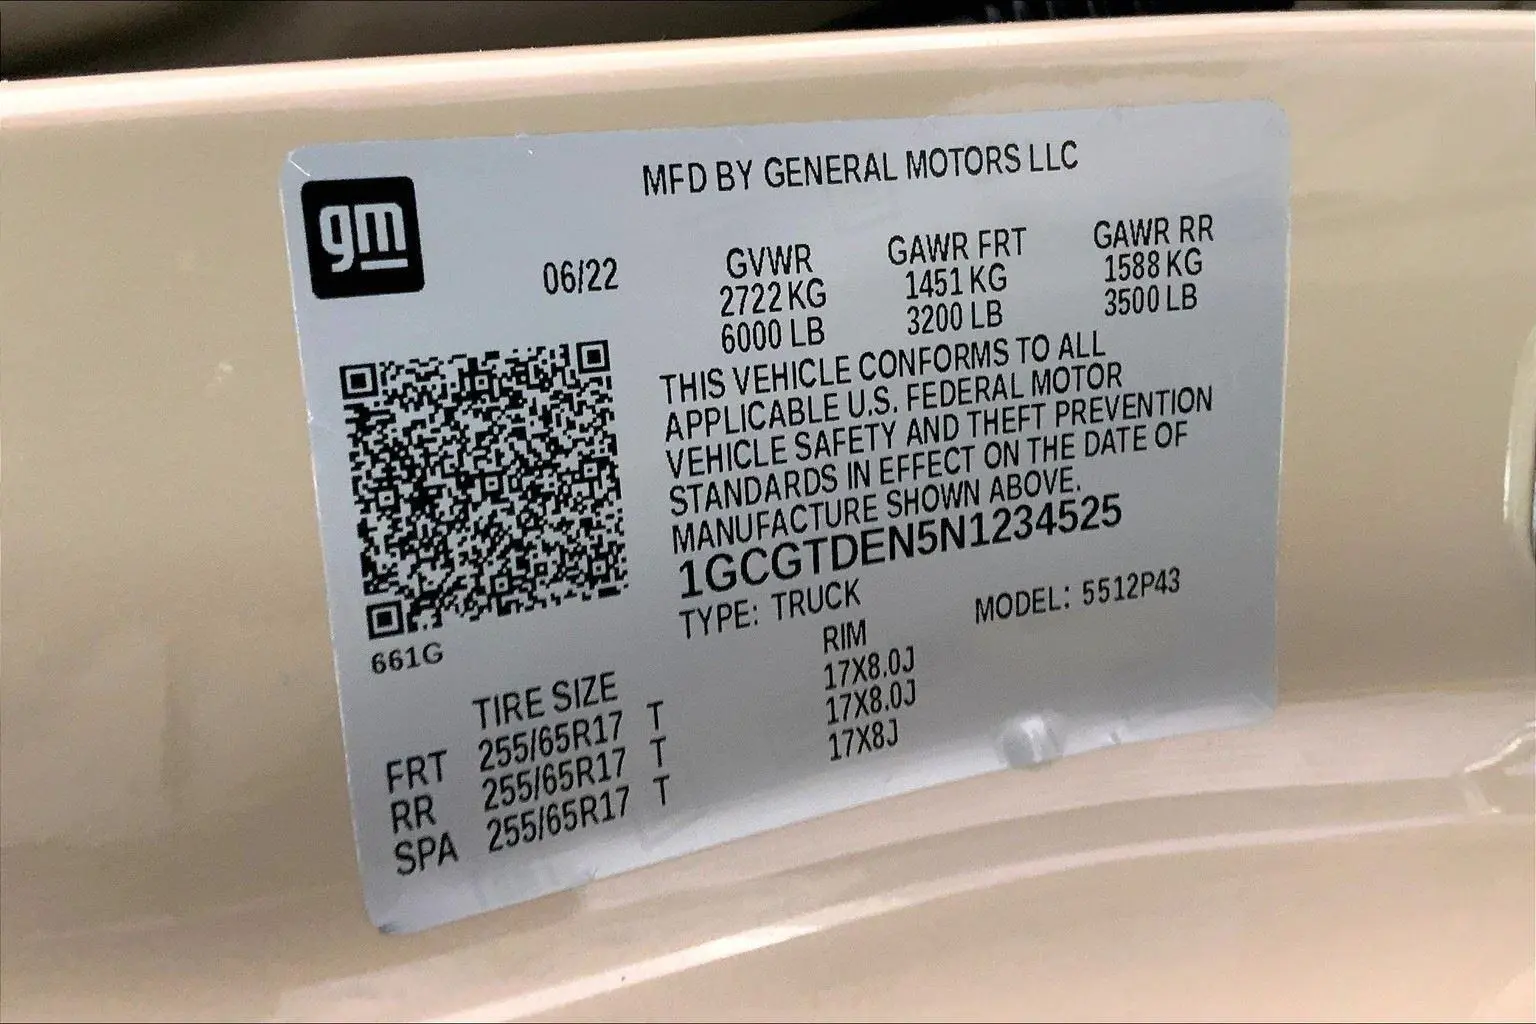 gm
MFD BY GENERAL MOTORS LLC
06/22
GVWR GAWR FRT GAWR RR
2722 KG 1451 KG 1588 KG
6000 LB 3200 LB 3500 LB
THIS VEHICLE CONFORMS TO ALL
APPLICABLE U.S. FEDERAL MOTOR
VEHICLE SAFETY AND THEFT PREVENTION
STANDARDS IN EFFECT ON THE DATE OF
MANUFACTURE SHOWN ABOVE.
1GCGTDEN5N1234525
TYPE: TRUCK MODEL: 5512P43
661G
TIRE SIZE RIM
FRT 255/65R17 T 17X8.0J
RR 255/65R17 T 17X8.0J
SPA 255/65R17 T 17X8J